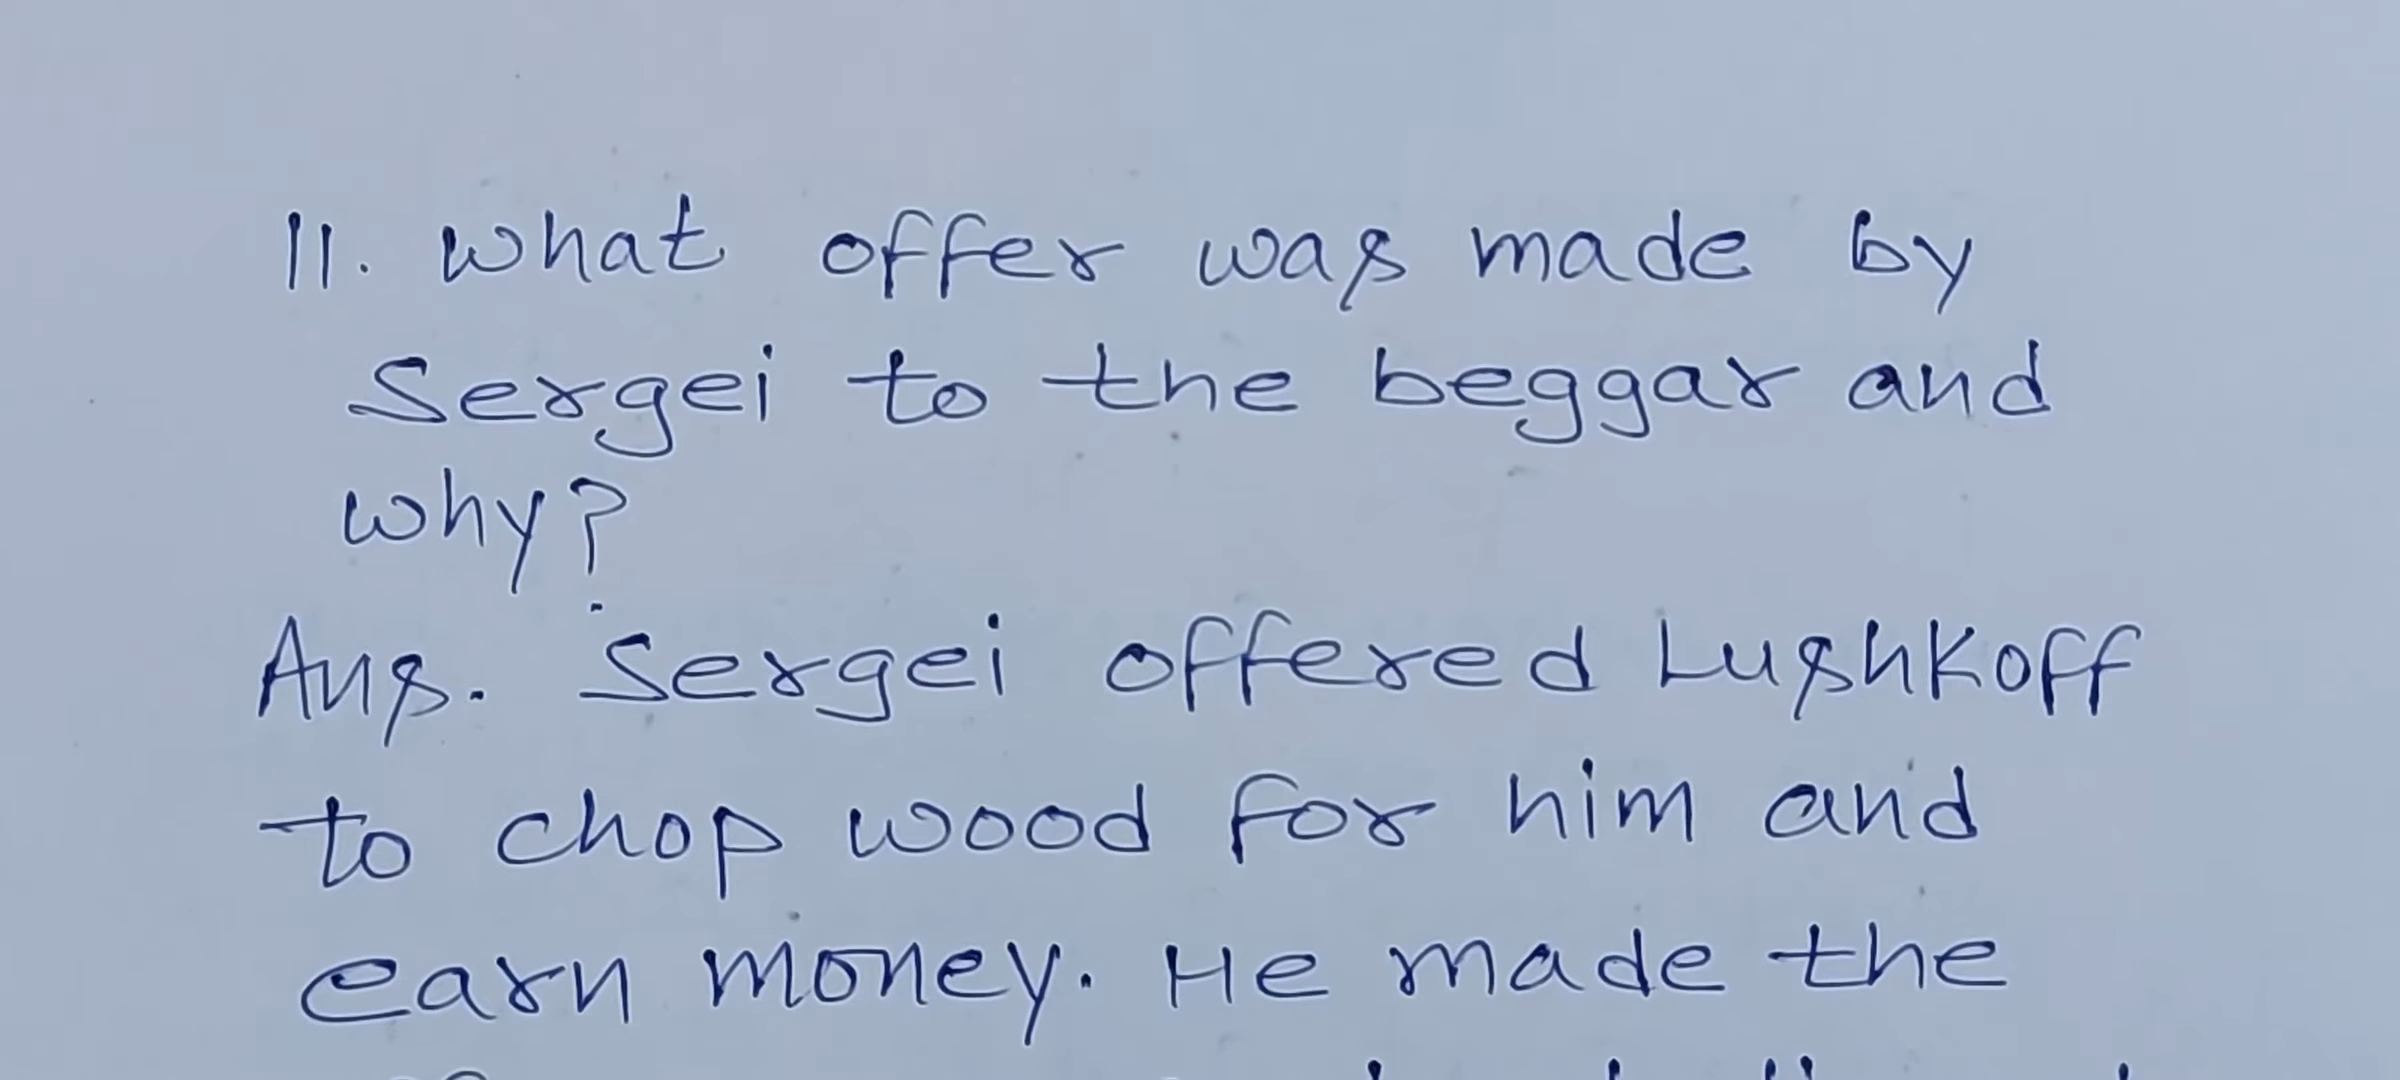 11. What offer was made by
Sergei to the beggar and
why?
Ans. Sergei offered Lushkoff
to chop wood for him and
earn money. He made the